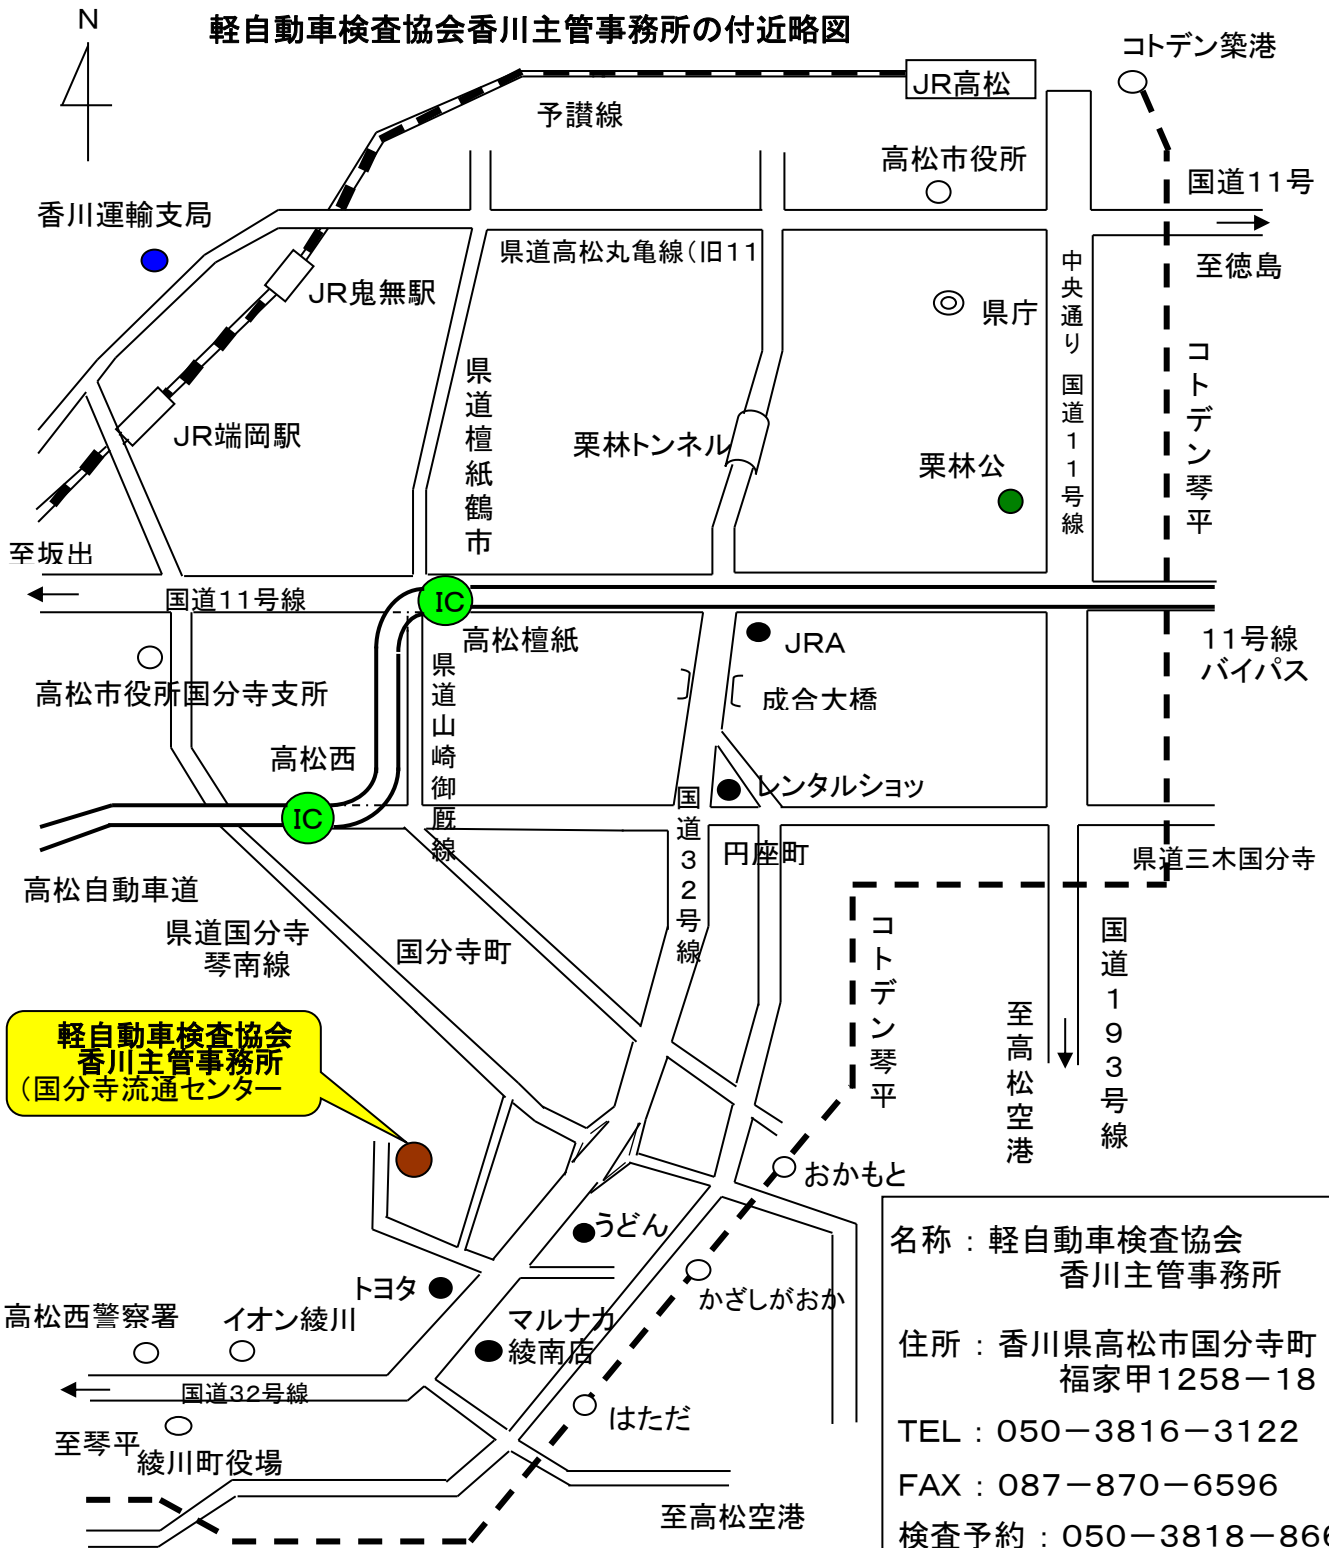 軽自動車検査協会香川主管事務所の付近略図
N
コトデン築港
JR高松
予讃線
高松市役所
国道11号
香川運輸支局
県道高松丸亀線(旧11
至徳島
中央通り 国道11号線
JR鬼無駅
県庁
コトデン琴平
県道檀紙鶴市
JR端岡駅
栗林トンネル
栗林公
至坂出
国道11号線
IC
高松檀紙
JRA
11号線
バイパス
高松市役所国分寺支所
県道山崎御厩線
成合大橋
高松西
レンタルショッ
国道32号線
IC
円座町
県道三木国分寺
高松自動車道
県道国分寺
琴南線
国分寺町
コトデン琴平
国道193号線
至高松空港
軽自動車検査協会
香川主管事務所
(国分寺流通センター
おかもと
うどん
トヨタ
かざしがおか
高松西警察署
イオン綾川
マルナカ
綾南店
国道32号線
はただ
至琴平
綾川町役場
至高松空港
名称:軽自動車検査協会
香川主管事務所
住所:香川県高松市国分寺町
福家甲1258-18
TEL:050-3816-3122
FAX:087-870-6596
検査予約:050-3818-866